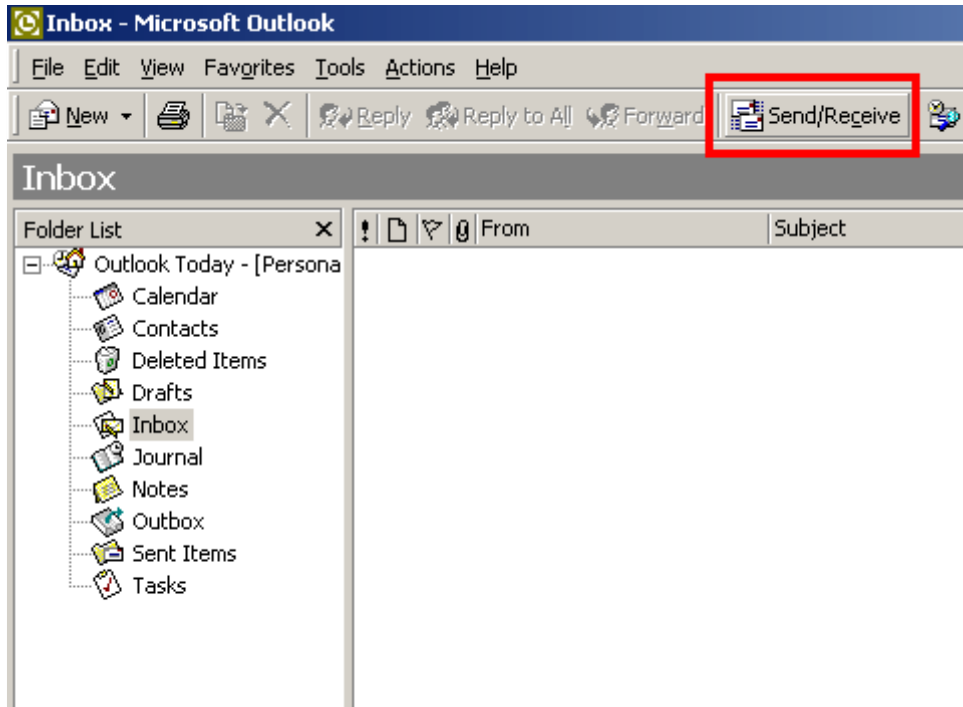 Inbox - Microsoft Outlook
File Edit View Favorites Tools Actions Help
New Reply Reply to All Forward Send/Receive
Inbox
Folder List From Subject
Outlook Today - [Persona
Calendar
Contacts
Deleted Items
Drafts
Inbox
Journal
Notes
Outbox
Sent Items
Tasks